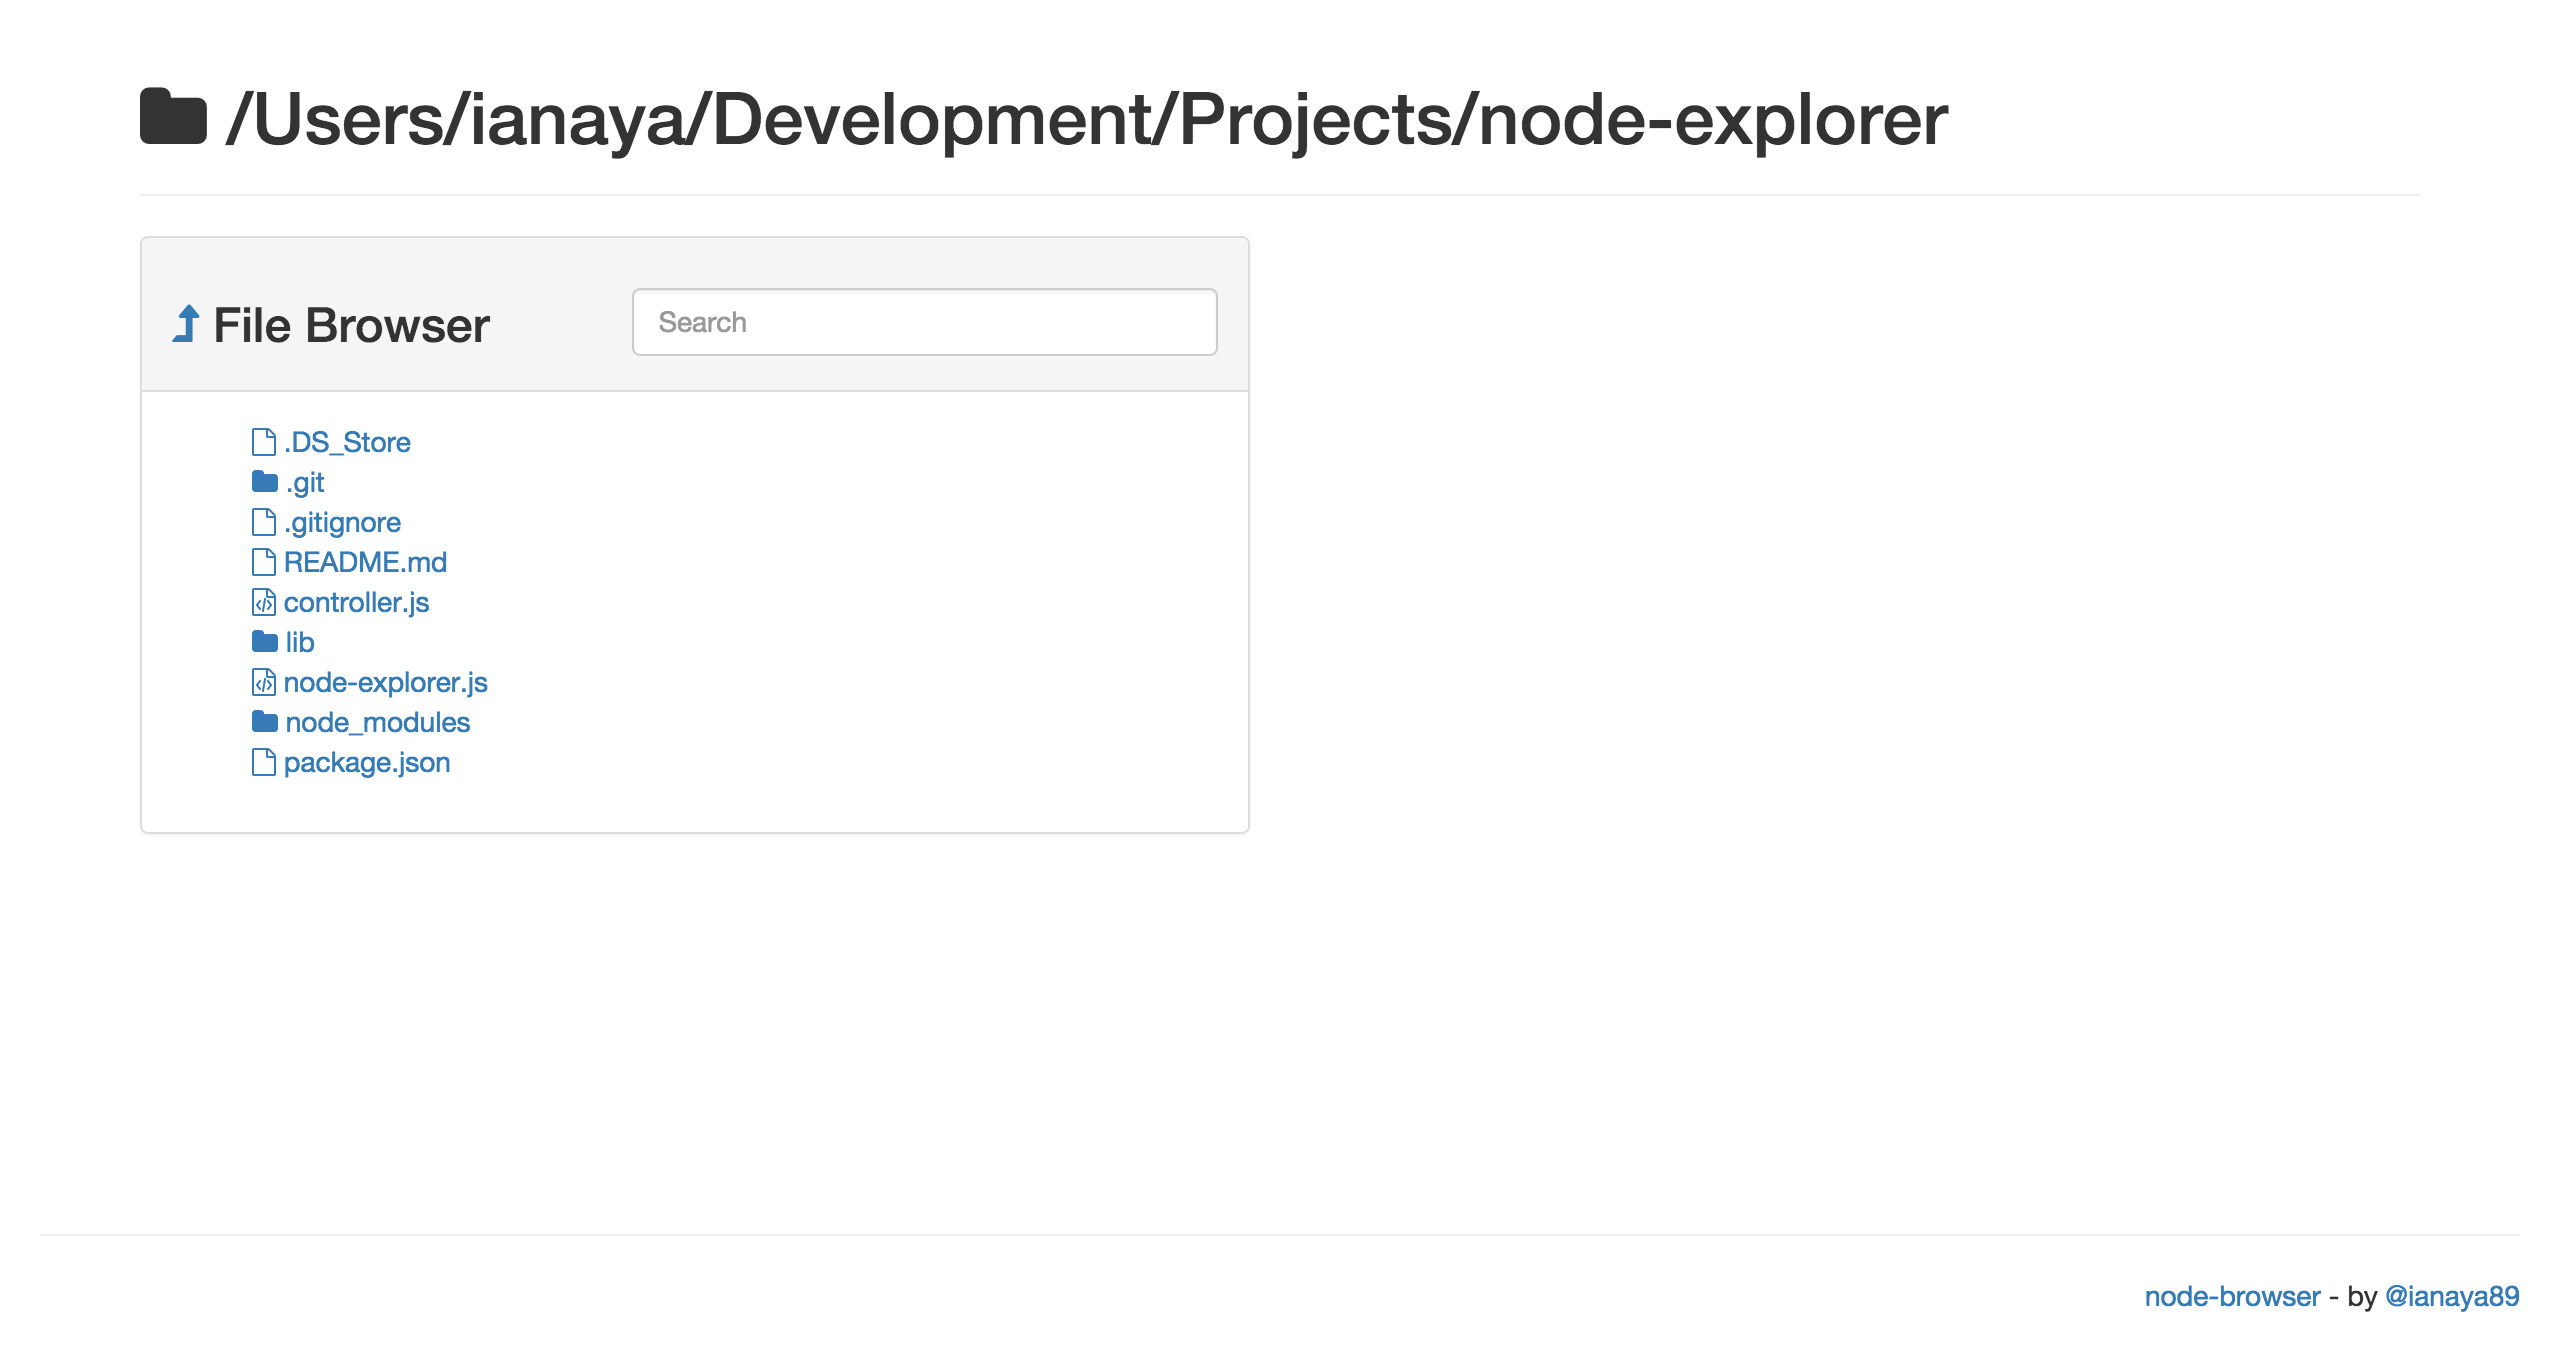 /Users/ianaya/Development/Projects/node-explorer
File Browser
Search
.DS_Store
.git
.gitignore
README.md
controller.js
lib
node-explorer.js
node_modules
package.json
node-browser - by @ianaya89